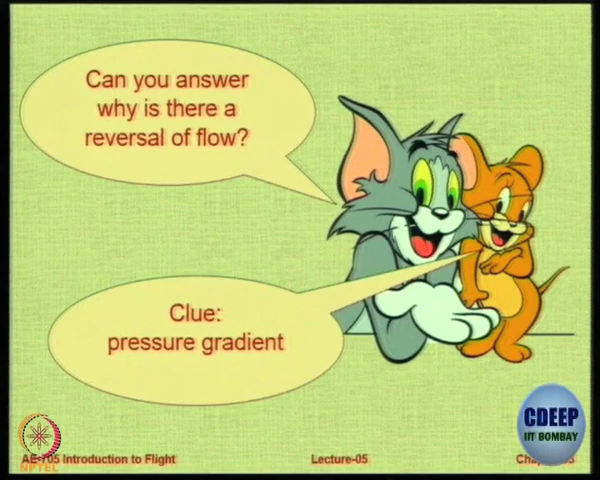 Can you answer
why is there a
reversal of flow?
Clue:
pressure gradient
CDEEP
IIT BOMBAY
NPTEL
AE-705 Introduction to Flight
Lecture-05